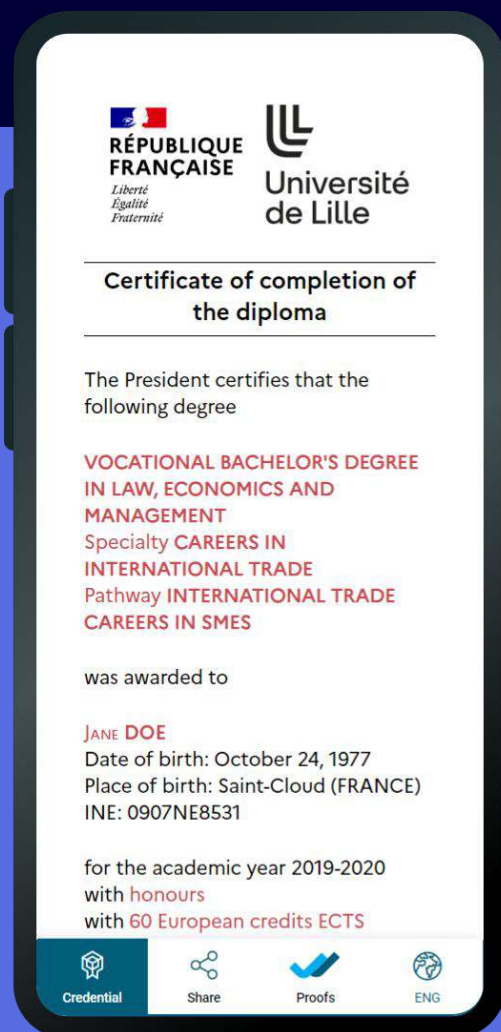 RÉPUBLIQUE
FRANÇAISE
Liberté
Égalité
Fraternité
Université
de Lille
Certificate of completion of
the diploma
The President certifies that the
following degree
VOCATIONAL BACHELOR'S DEGREE
IN LAW, ECONOMICS AND
MANAGEMENT
Specialty CAREERS IN
INTERNATIONAL TRADE
Pathway INTERNATIONAL TRADE
CAREERS IN SMES
was awarded to
JANE DOE
Date of birth: October 24, 1977
Place of birth: Saint-Cloud (FRANCE)
INE: 0907NE8531
for the academic year 2019-2020
with honours
with 60 European credits ECTS
Credential
Share
Proofs
ENG